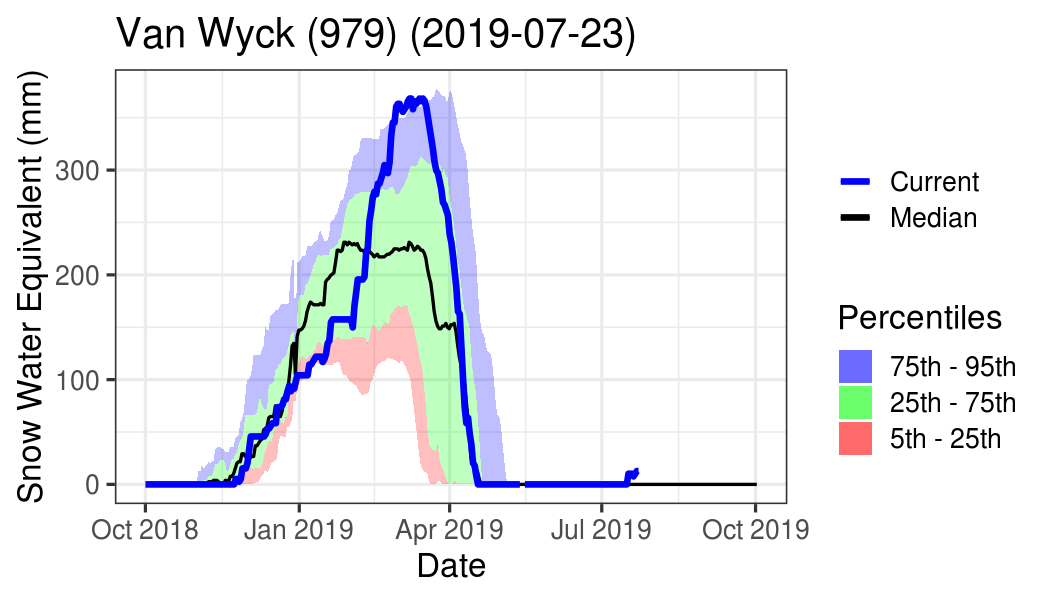 Van Wyck (979) (2019-07-23)
Snow Water Equivalent (mm)
300
200
100
0
Oct 2018 Jan 2019 Apr 2019 Jul 2019 Oct 2019
Date
Current
Median
Percentiles
75th - 95th
25th - 75th
5th - 25th